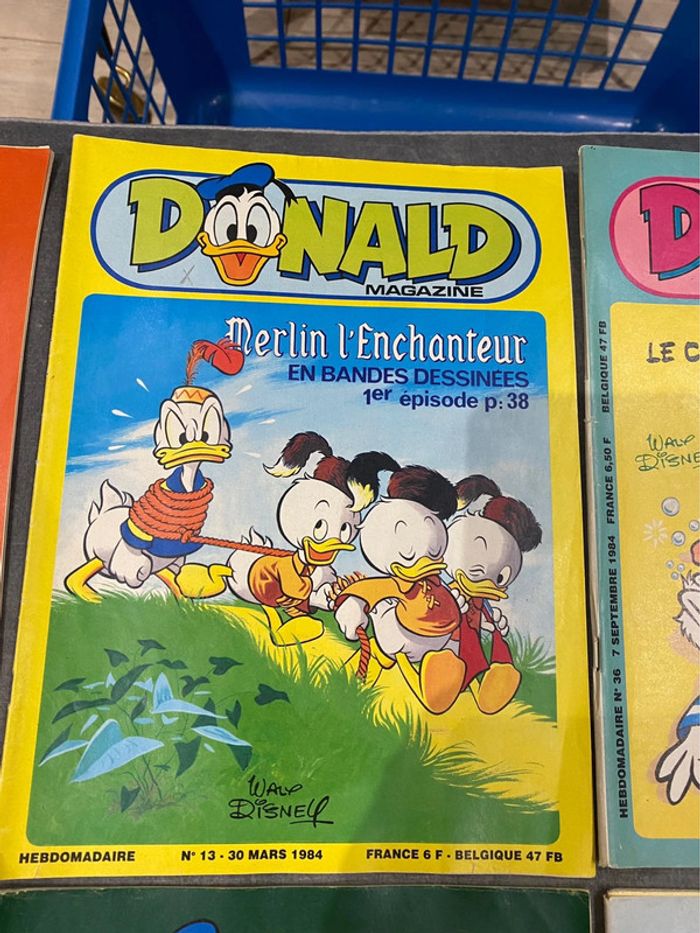 DONALD
MAGAZINE
Merlin l'Enchanteur
EN BANDES DESSINÉES
1er épisode p: 38
WALT
DISNEY
HEBDOMADAIRE N° 13 - 30 MARS 1984 FRANCE 6 F - BELGIQUE 47 FB
D
LE C
WALT
DISNE
HEBDOMADAIRE N° 36 7 SEPTEMBRE 1984 FRANCE 6,50 F BELGIQUE 47 FB